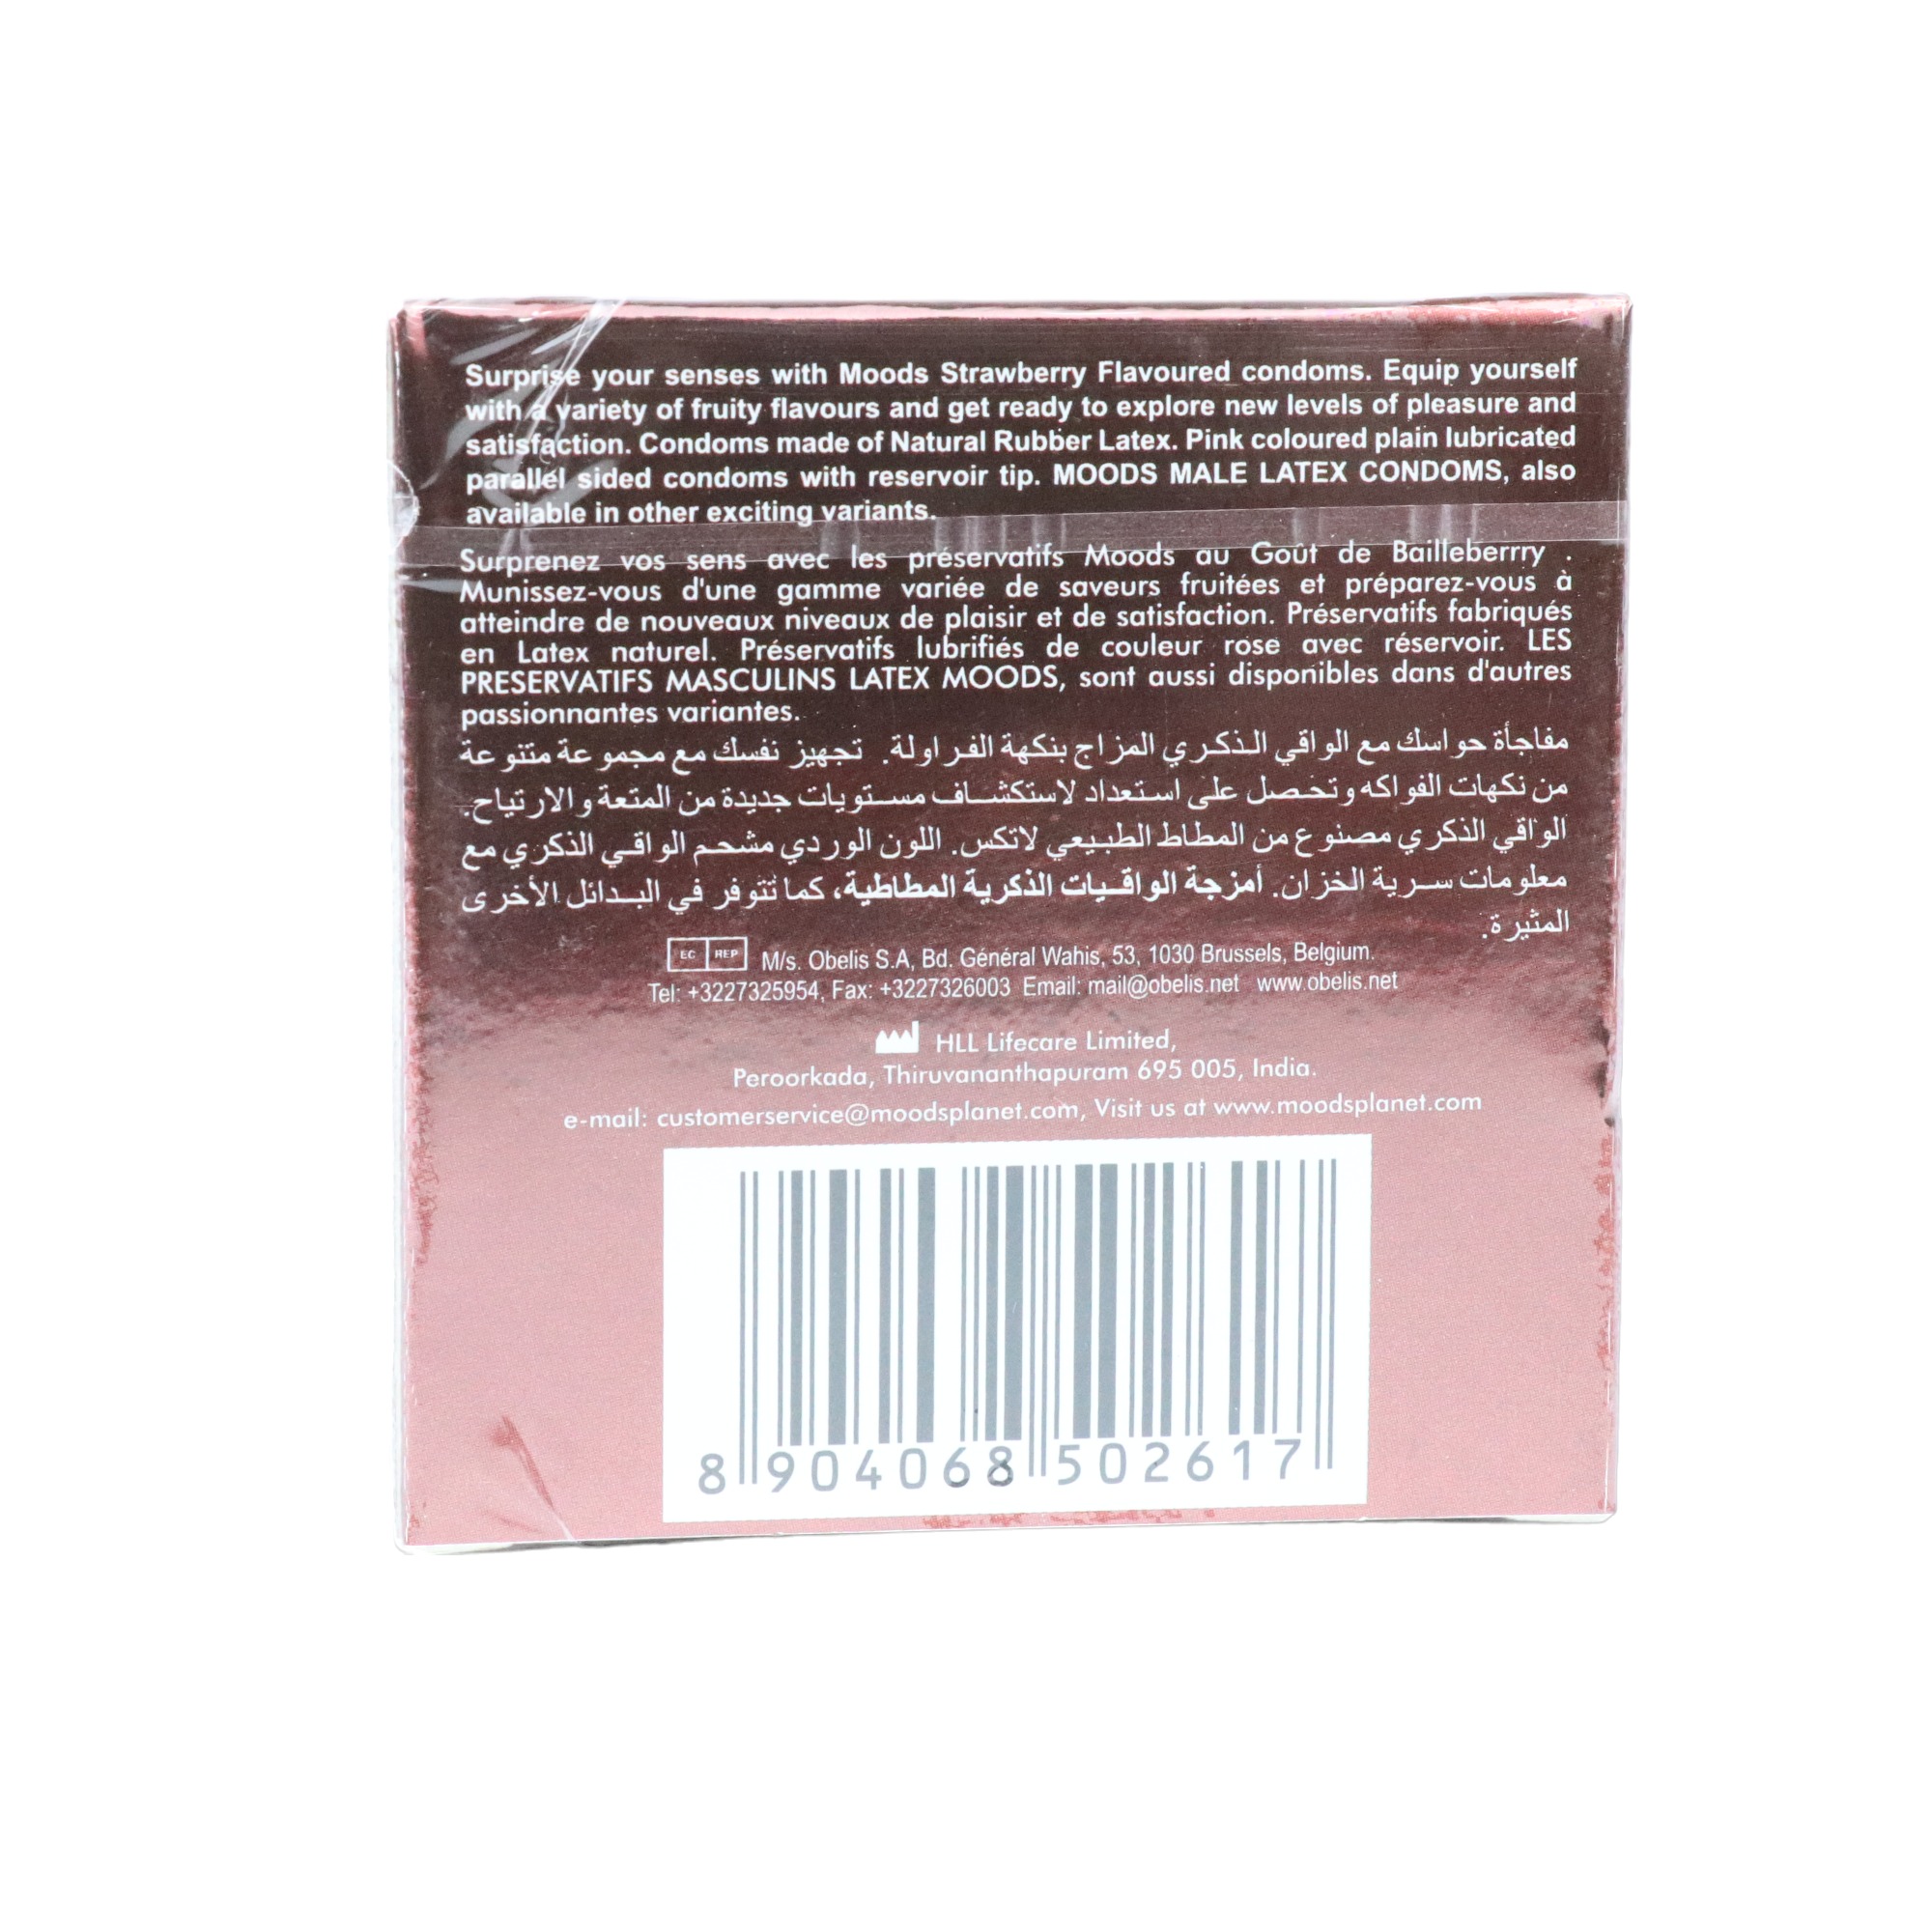 Surprise your senses with Moods Strawberry Flavoured condoms. Equip yourself
with a variety of fruity flavours and get ready to explore new levels of pleasure and
satisfaction. Condoms made of Natural Rubber Latex. Pink coloured plain lubricated
parallel sided condoms with reservoir tip. MOODS MALE LATEX CONDOMS, also
available in other exciting variants.
Surprenez vos sens avec les préservatifs Moods au Goût de Bailleberrry .
Munissez-vous d'une gamme variée de saveurs fruitées et préparez-vous à
atteindre de nouveaux niveaux de plaisir et de satisfaction. Préservatifs fabriqués
en Latex naturel. Préservatifs lubrifiés de couleur rose avec réservoir. LES
PRESERVATIFS MASCULINS LATEX MOODS, sont aussi disponibles dans d'autres
passionnantes variantes.
مفاجأة حواسك مع الواقي الذكري المزاج بنكهة الفراولة. تجهيز نفسك مع مجموعة متنوعة
من نكهات الفواكه وتحصل على استعداد لاستكشاف مستويات جديدة من المتعة والارتياح.
الواقي الذكري مصنوع من المطاط الطبيعي لاتكس. اللون الوردي مشحم الواقي الذكري مع
معلومات سرية الخزان. أمزجة الواقيات الذكرية المطاطية، كما تتوفر في البدائل الأخرى
المثيرة.
EC REP M/s. Obelis S.A, Bd. Général Wahis, 53, 1030 Brussels, Belgium.
Tel: +3227325954, Fax: +3227326003 Email: mail@obelis.net www.obelis.net
HLL Lifecare Limited,
Peroorkada, Thiruvananthapuram 695 005, India.
e-mail: customerservice@moodsplanet.com, Visit us at www.moodsplanet.com
8 904068 502617